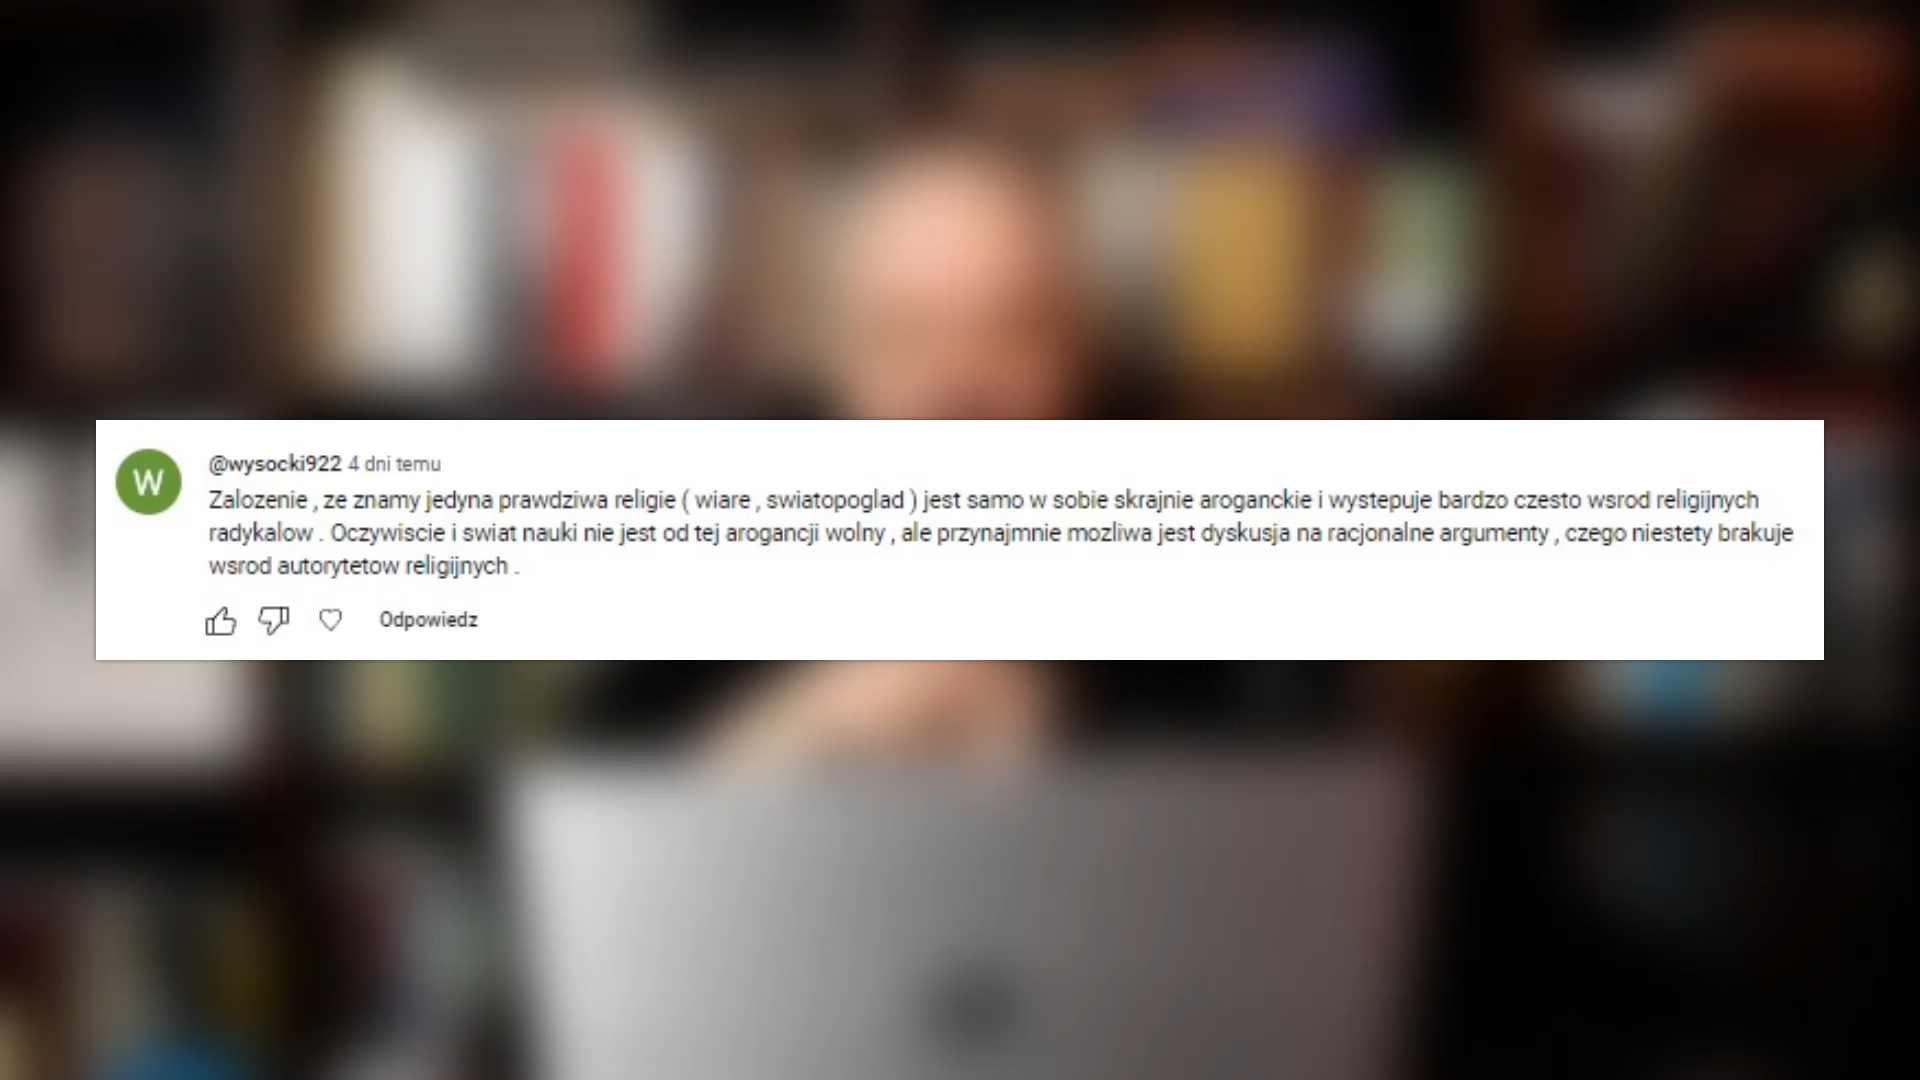 W
@wysocki922 4 dni temu
Zalozenie , ze znamy jedyna prawdziwa religie ( wiare , swiatopoglad ) jest samo w sobie skrajnie aroganckie i wystepuje bardzo czesto wsrod religijnych
radykalow . Oczywiscie i swiat nauki nie jest od tej arogancji wolny , ale przynajmnie mozliwa jest dyskusja na racjonalne argumenty , czego niestety brakuje
wsrod autorytetow religijnych .
Odpowiedz